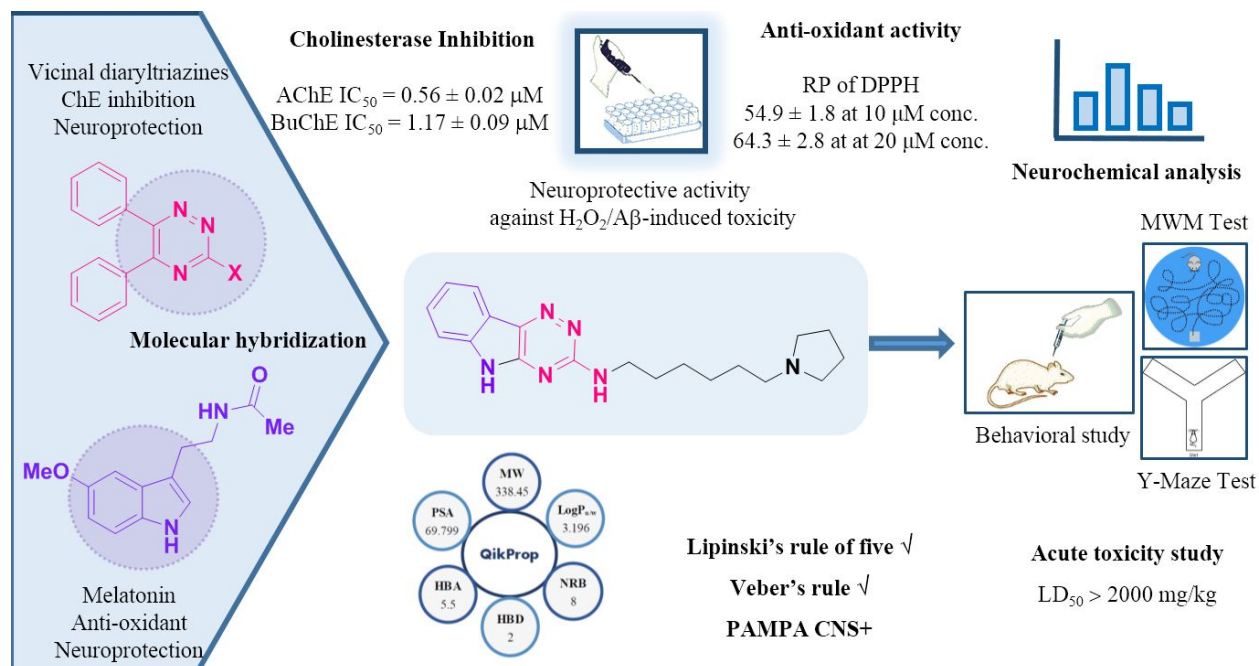 Vicinal diaryltriazines
ChE inhibition
Neuroprotection
N
N
N
X
Molecular hybridization
O
HN
Me
MeO
N
H
Melatonin
Anti-oxidant
Neuroprotection
Cholinesterase Inhibition
AChE IC₅₀ = 0.56 ± 0.02 µM
BuChE IC₅₀ = 1.17 ± 0.09 µM
Anti-oxidant activity
RP of DPPH
54.9 ± 1.8 at 10 µM conc.
64.3 ± 2.8 at at 20 µM conc.
Neuroprotective activity
against H₂O₂/Aβ-induced toxicity
Neurochemical analysis
N
N
N
N
H
N
H
N
MWM Test
Behavioral study
Start
Y-Maze Test
MW
338.45
PSA
69.799
LogPo/w
3.196
QikProp
HBA
5.5
NRB
8
HBD
2
Lipinski’s rule of five √
Veber’s rule √
PAMPA CNS+
Acute toxicity study
LD₅₀ > 2000 mg/kg